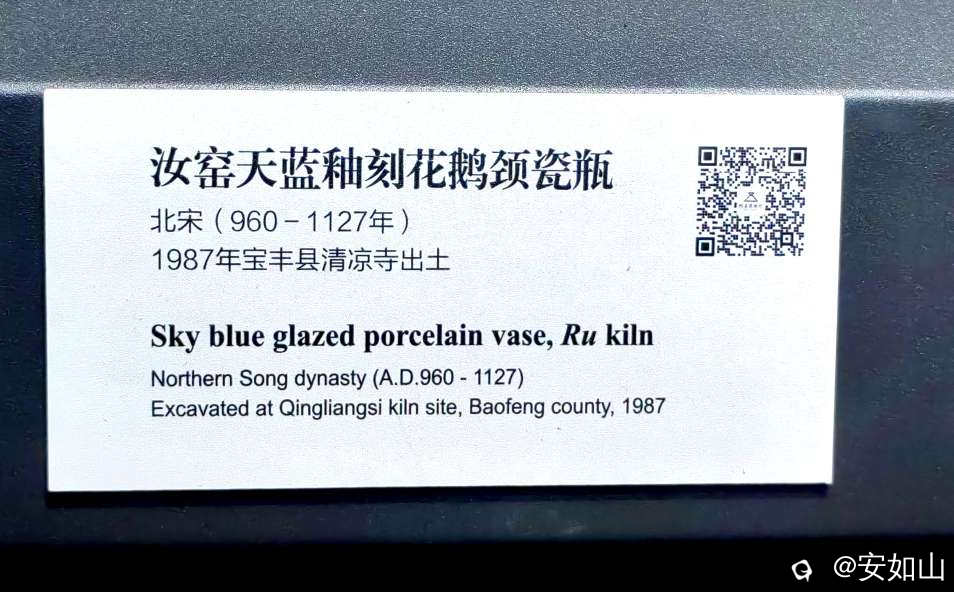 汝窑天蓝釉刻花鹅颈瓷瓶
北宋（960－1127年）
1987年宝丰县清凉寺出土
Sky blue glazed porcelain vase, Ru kiln
Northern Song dynasty (A.D.960 - 1127)
Excavated at Qingliangsi kiln site, Baofeng county, 1987
@安如山